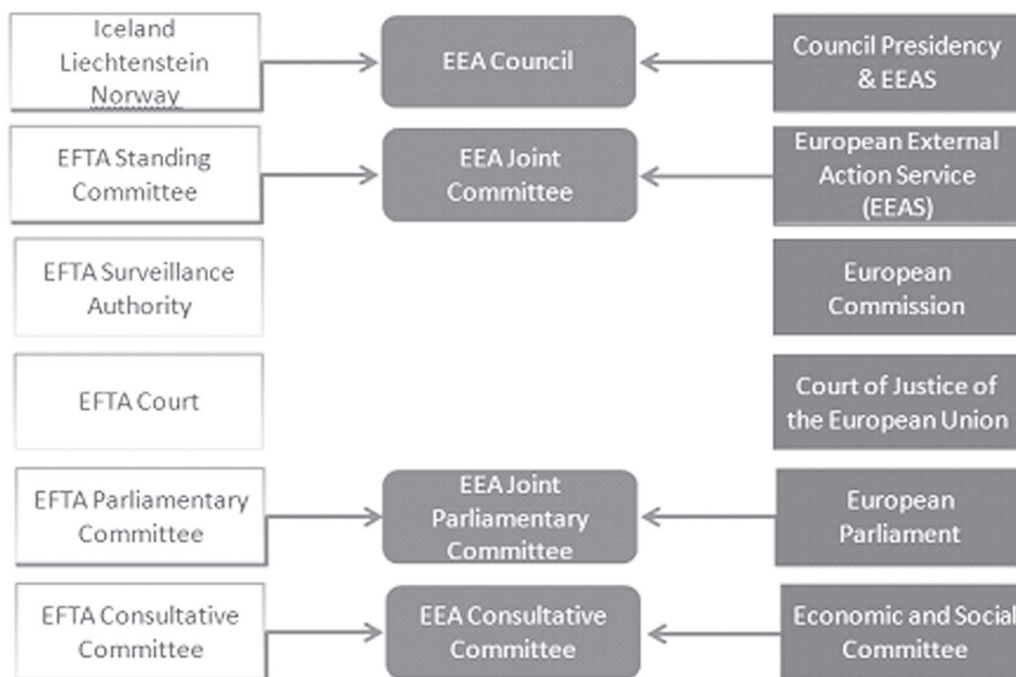 Iceland
Liechtenstein
Norway
EEA Council
Council Presidency
& EEAS
EFTA Standing
Committee
EEA Joint
Committee
European External
Action Service
(EEAS)
EFTA Surveillance
Authority
European
Commission
EFTA Court
Court of Justice of
the European Union
EFTA Parliamentary
Committee
EEA Joint
Parliamentary
Committee
European
Parliament
EFTA Consultative
Committee
EEA Consultative
Committee
Economic and Social
Committee